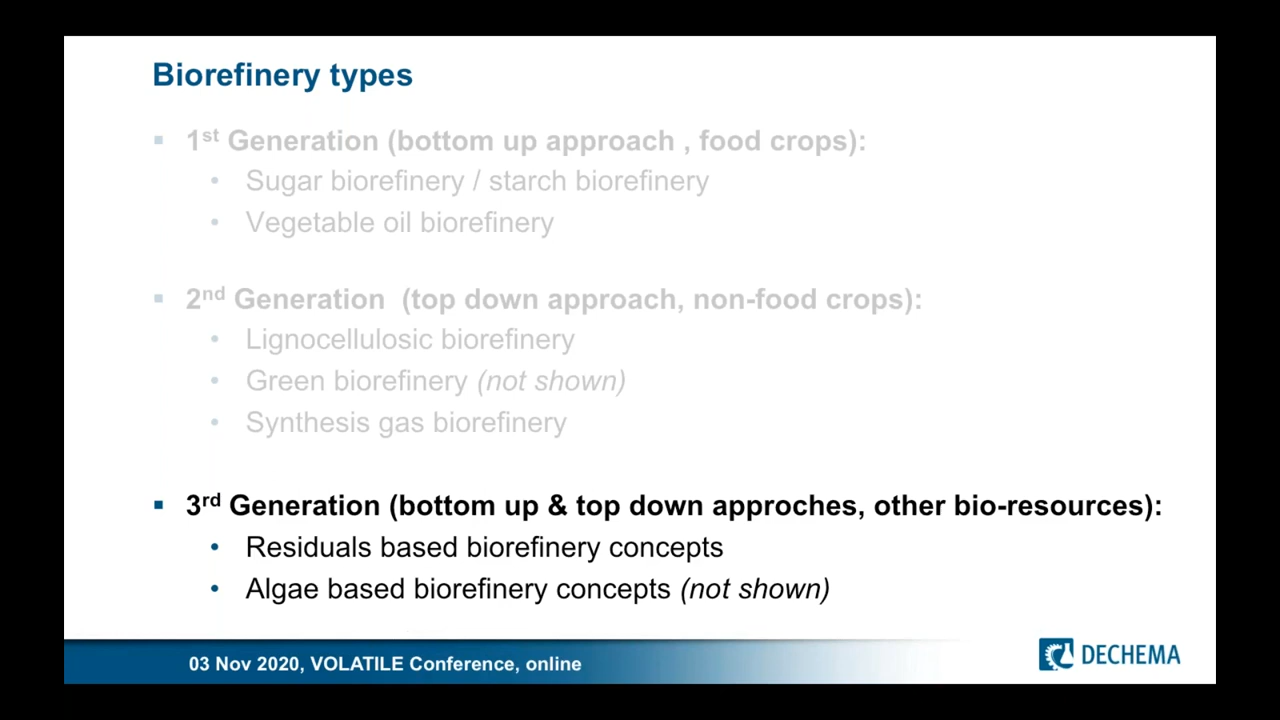 Biorefinery types
▪ 1st Generation (bottom up approach , food crops):
• Sugar biorefinery / starch biorefinery
• Vegetable oil biorefinery
▪ 2nd Generation (top down approach, non-food crops):
• Lignocellulosic biorefinery
• Green biorefinery (not shown)
• Synthesis gas biorefinery
▪ 3rd Generation (bottom up & top down approches, other bio-resources):
• Residuals based biorefinery concepts
• Algae based biorefinery concepts (not shown)
03 Nov 2020, VOLATILE Conference, online
DECHEMA